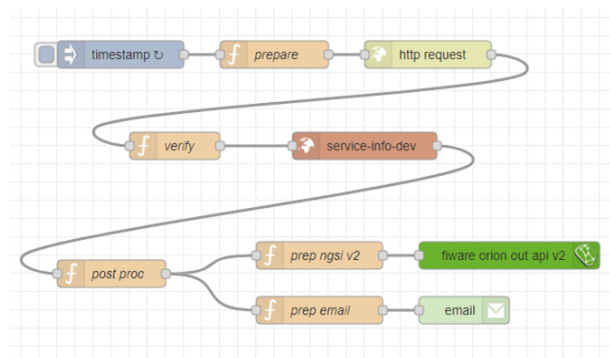 timestamp ↻
prepare
http request
verify
service-info-dev
post proc
prep ngsi v2
fiware orion out api v2
prep email
email